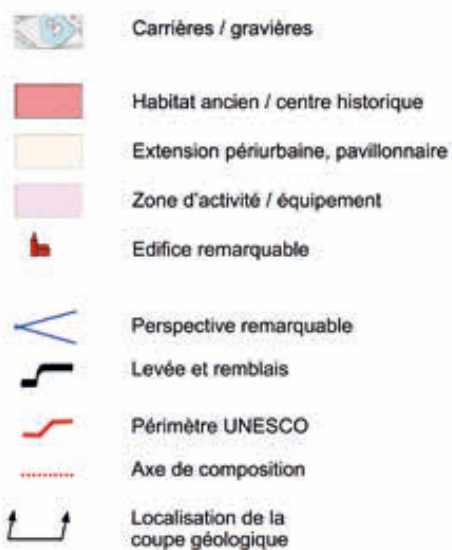 Carrières / gravières
Habitat ancien / centre historique
Extension périurbaine, pavillonnaire
Zone d'activité / équipement
Edifice remarquable
Perspective remarquable
Levée et remblais
Périmètre UNESCO
Axe de composition
Localisation de la
coupe géologique